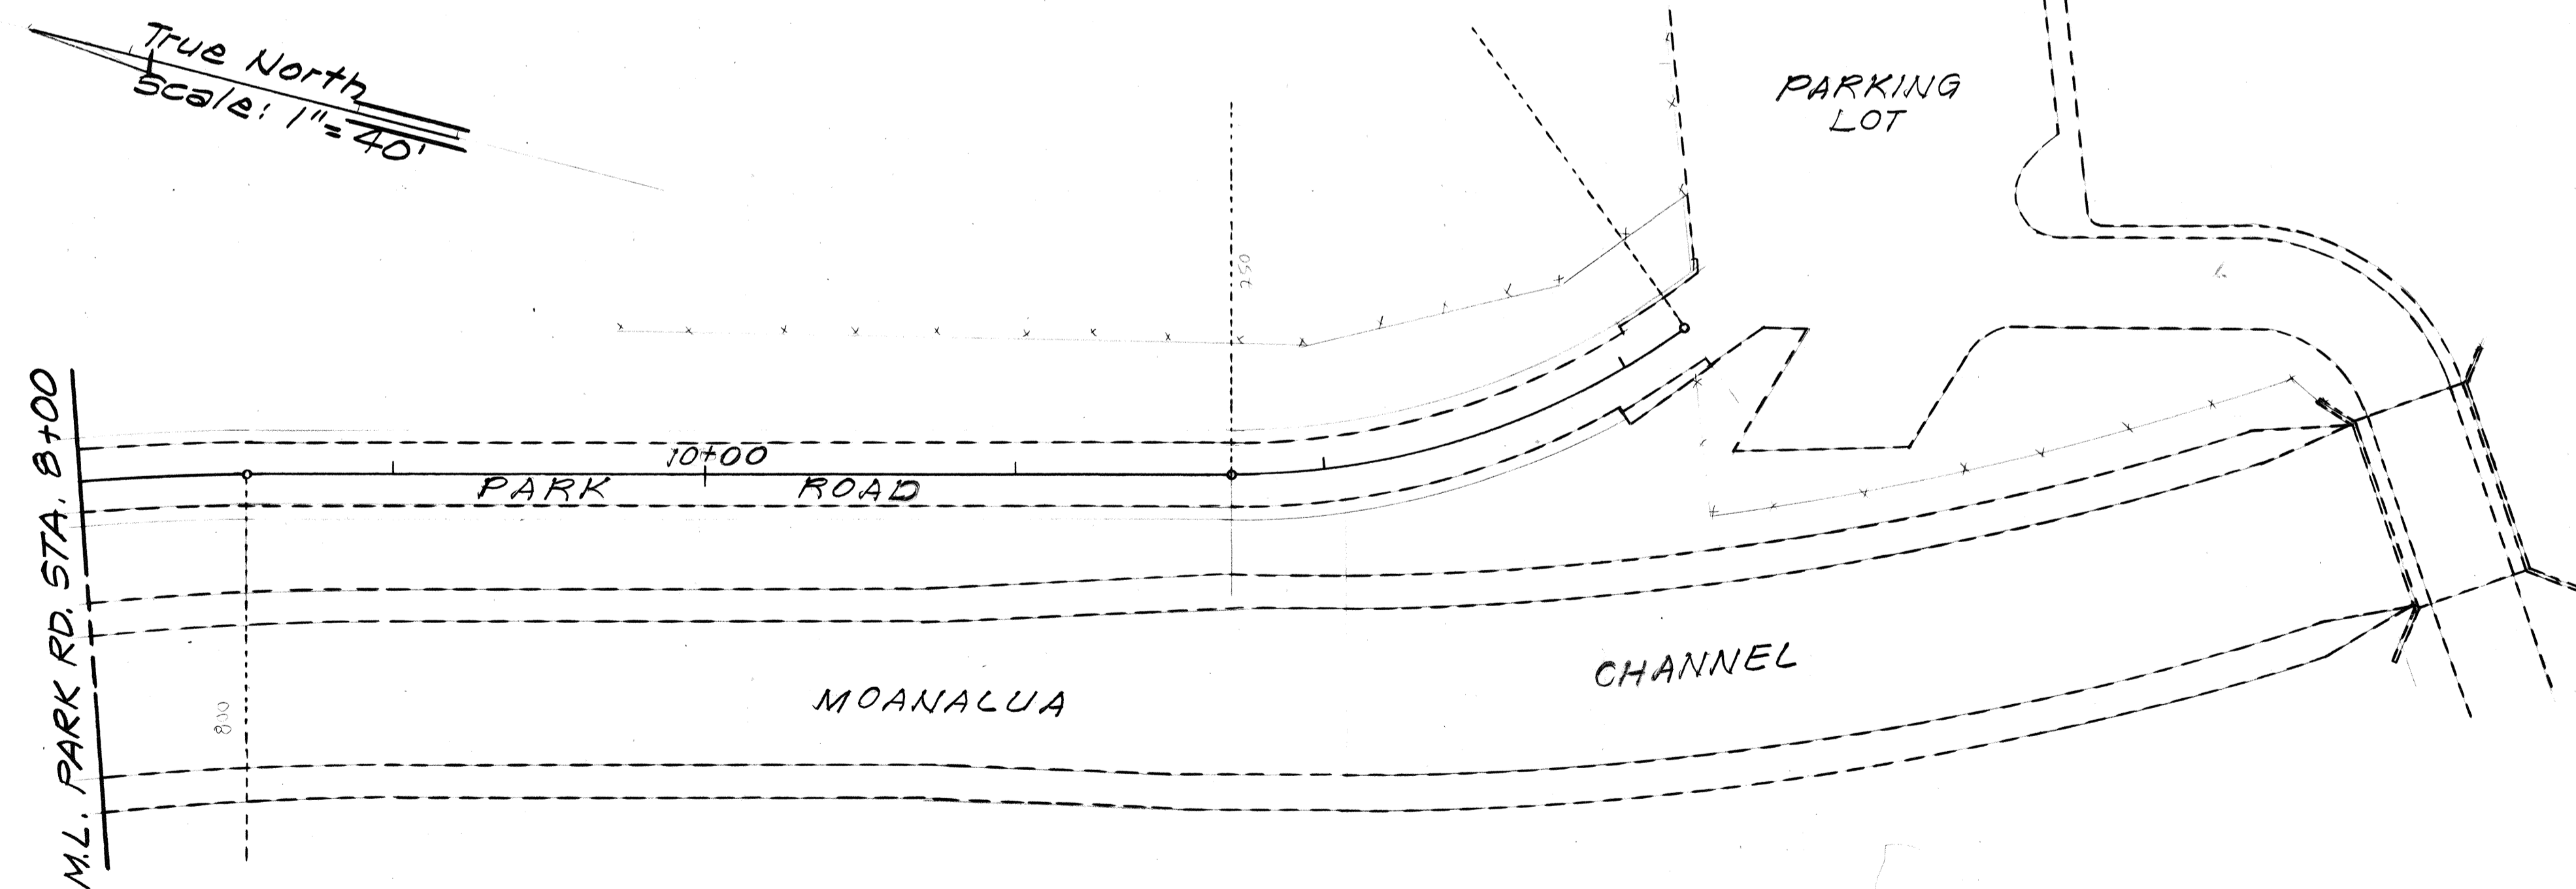 True North
Scale: 1"=40'
PARKING
LOT
250
M.L. PARK RD. STA. 8+00
10+00
PARK ROAD
800
MOANALUA
CHANNEL